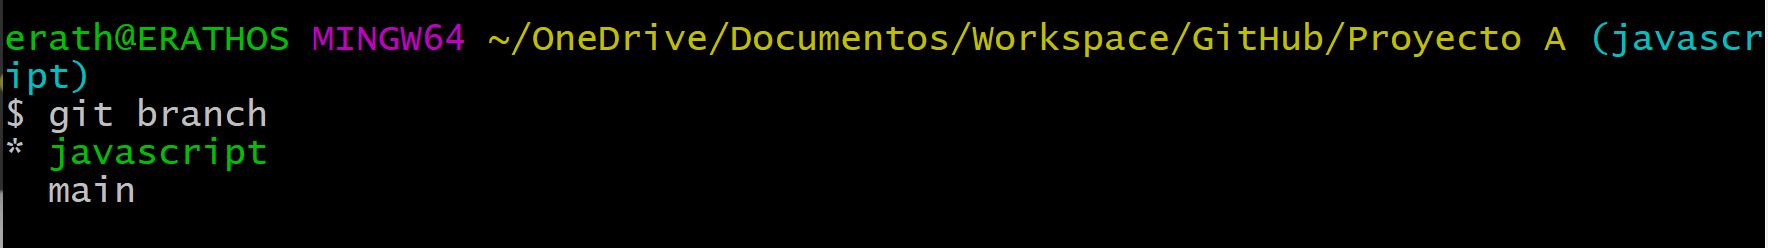 erath@ERATHOS MINGW64 ~/OneDrive/Documentos/Workspace/GitHub/Proyecto A (javascr
ipt)
$ git branch
* javascript
  main